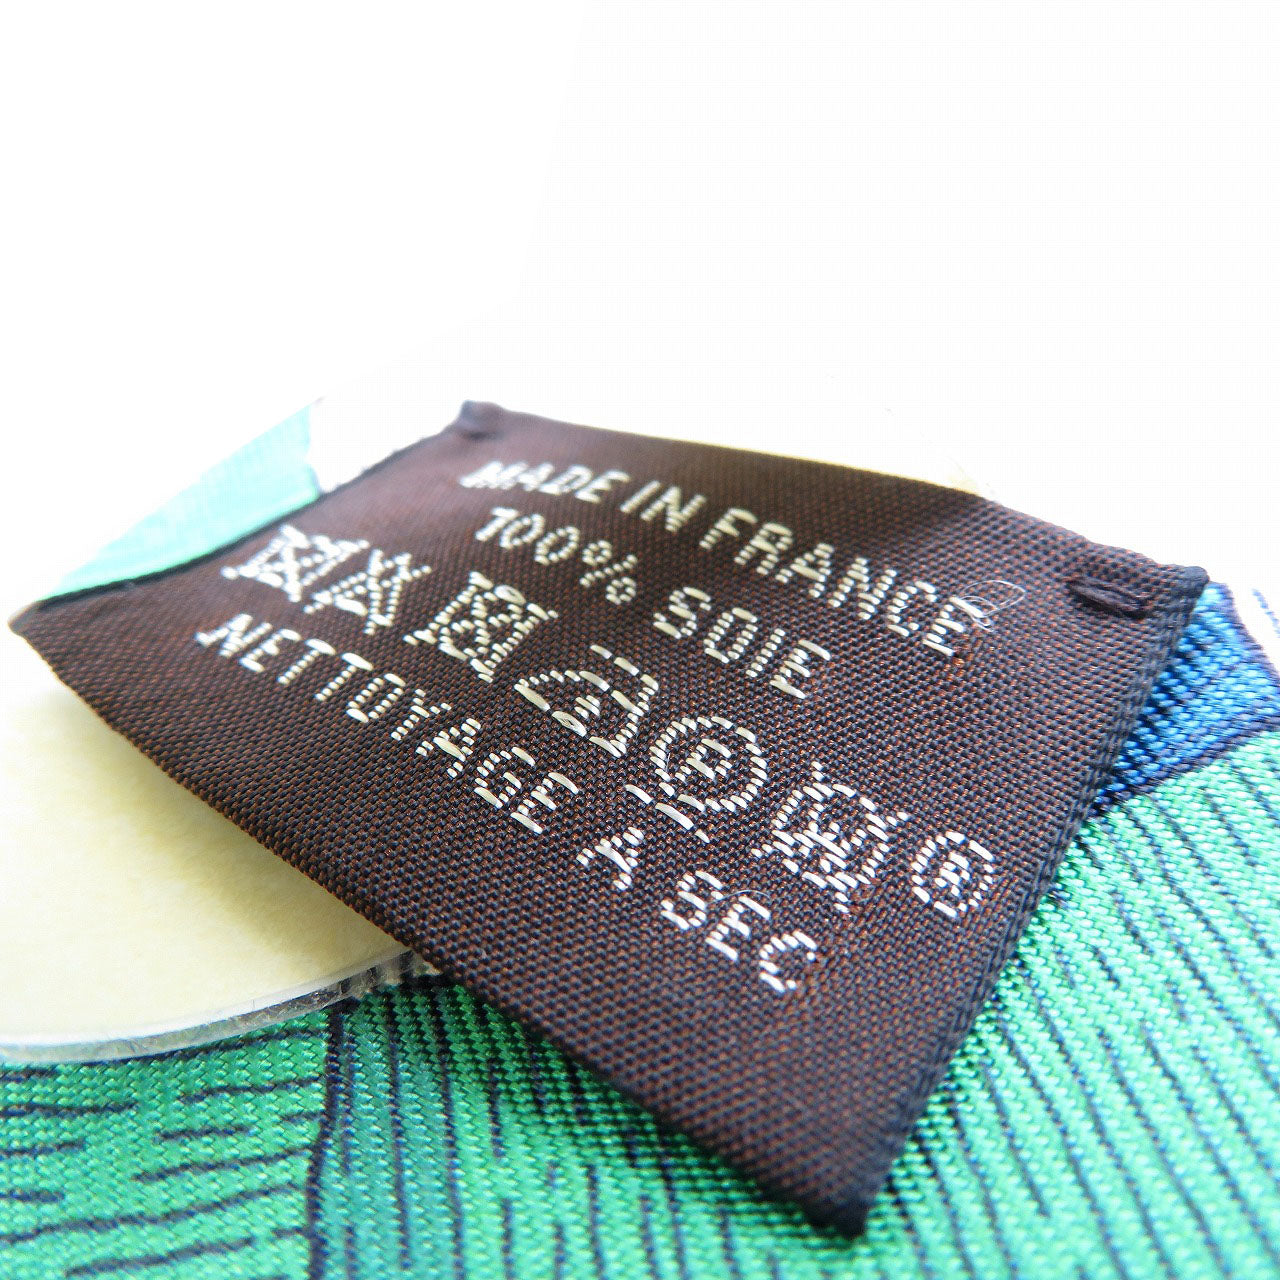 MADE IN FRANCE
100% SOIE
NETTOYAGE A SEC